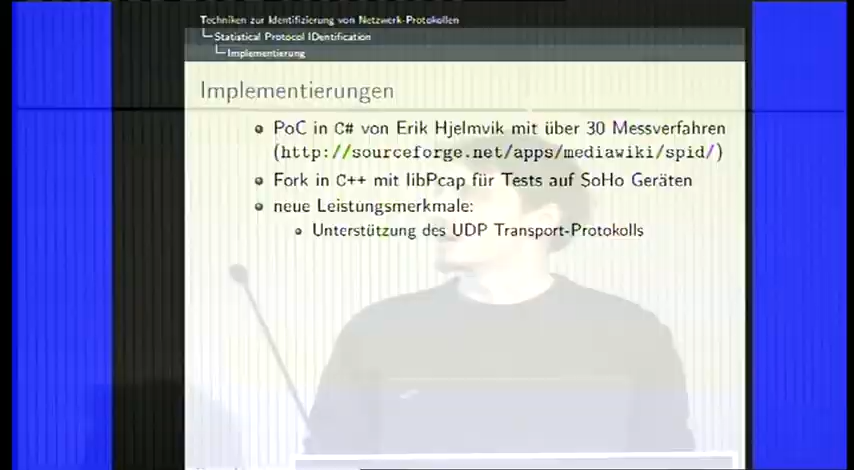 Techniken zur Identifizierung von Netzwerk-Protokollen
Statistical Protocol IDentification
Implementierung
Implementierungen
PoC in C# von Erik Hjelmvik mit über 30 Messverfahren
(http://sourceforge.net/apps/mediawiki/spid/)
Fork in C++ mit libPcap für Tests auf SoHo Geräten
neue Leistungsmerkmale:
Unterstützung des UDP Transport-Protokolls